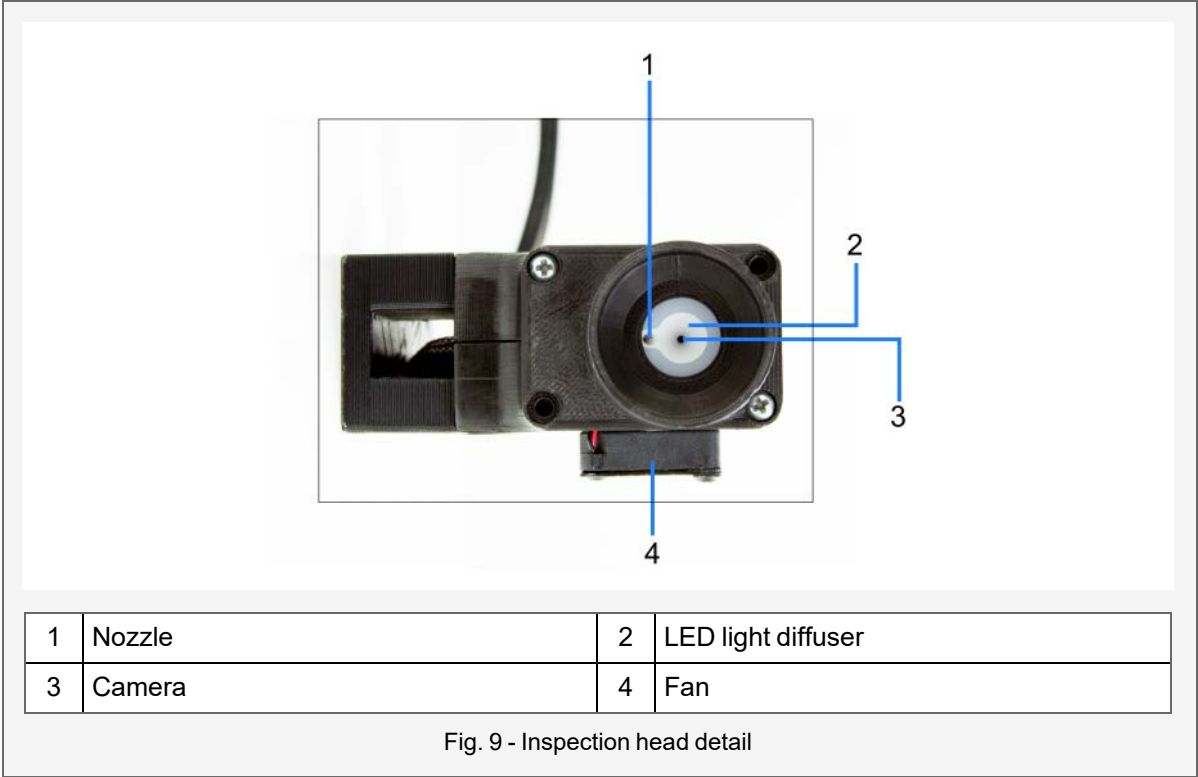 1
2
3
4
1 Nozzle 2 LED light diffuser
3 Camera 4 Fan
Fig. 9 - Inspection head detail